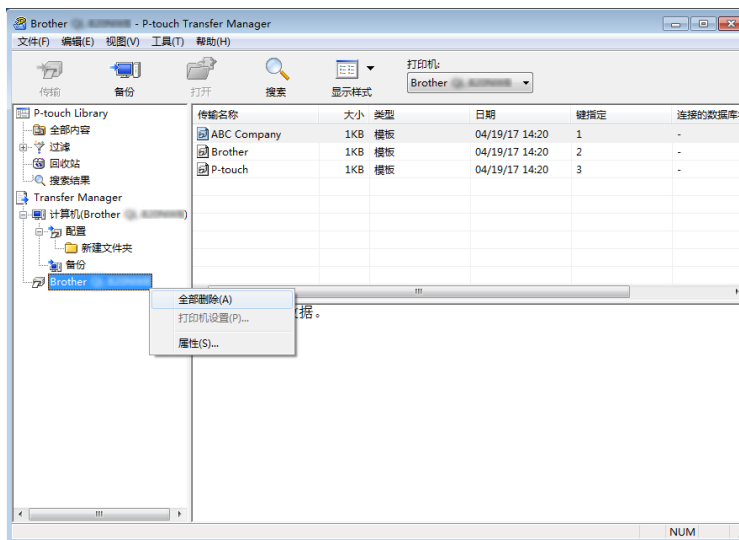 Brother - P-touch Transfer Manager
文件(F) 编辑(E) 视图(V) 工具(T) 帮助(H)
传输 备份 打开 搜索 显示样式
打印机:
Brother
P-touch Library
全部内容
过滤
回收站
搜索结果
Transfer Manager
计算机(Brother )
配置
新建文件夹
备份
Brother
传输名称 大小 类型 日期 键指定 连接的数据库
ABC Company 1KB 模板 04/19/17 14:20 1 -
Brother 1KB 模板 04/19/17 14:20 2 -
P-touch 1KB 模板 04/19/17 14:20 3 -
全部删除(A)
打印机设置(P)...
属性(S)...
据。
NUM